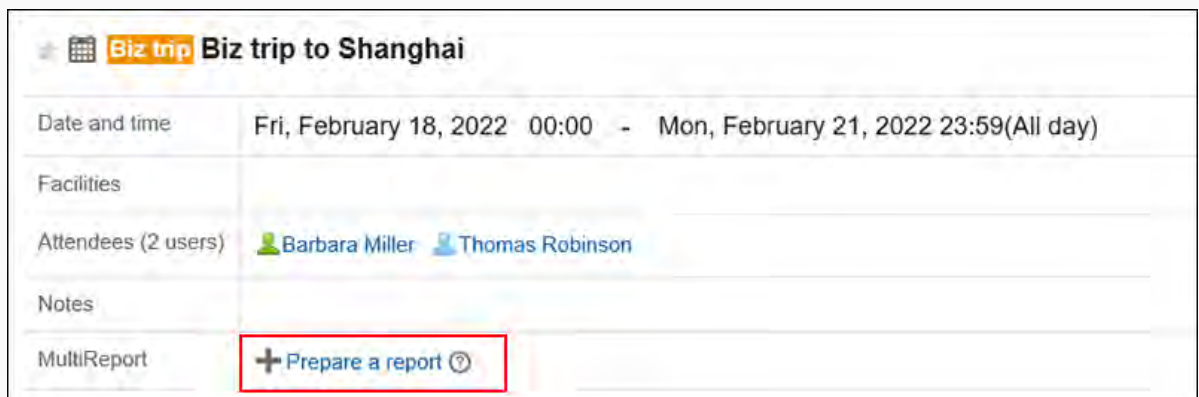 Biz trip Biz trip to Shanghai
Date and time Fri, February 18, 2022 00:00 - Mon, February 21, 2022 23:59(All day)
Facilities
Attendees (2 users) Barbara Miller Thomas Robinson
Notes
MultiReport Prepare a report ?